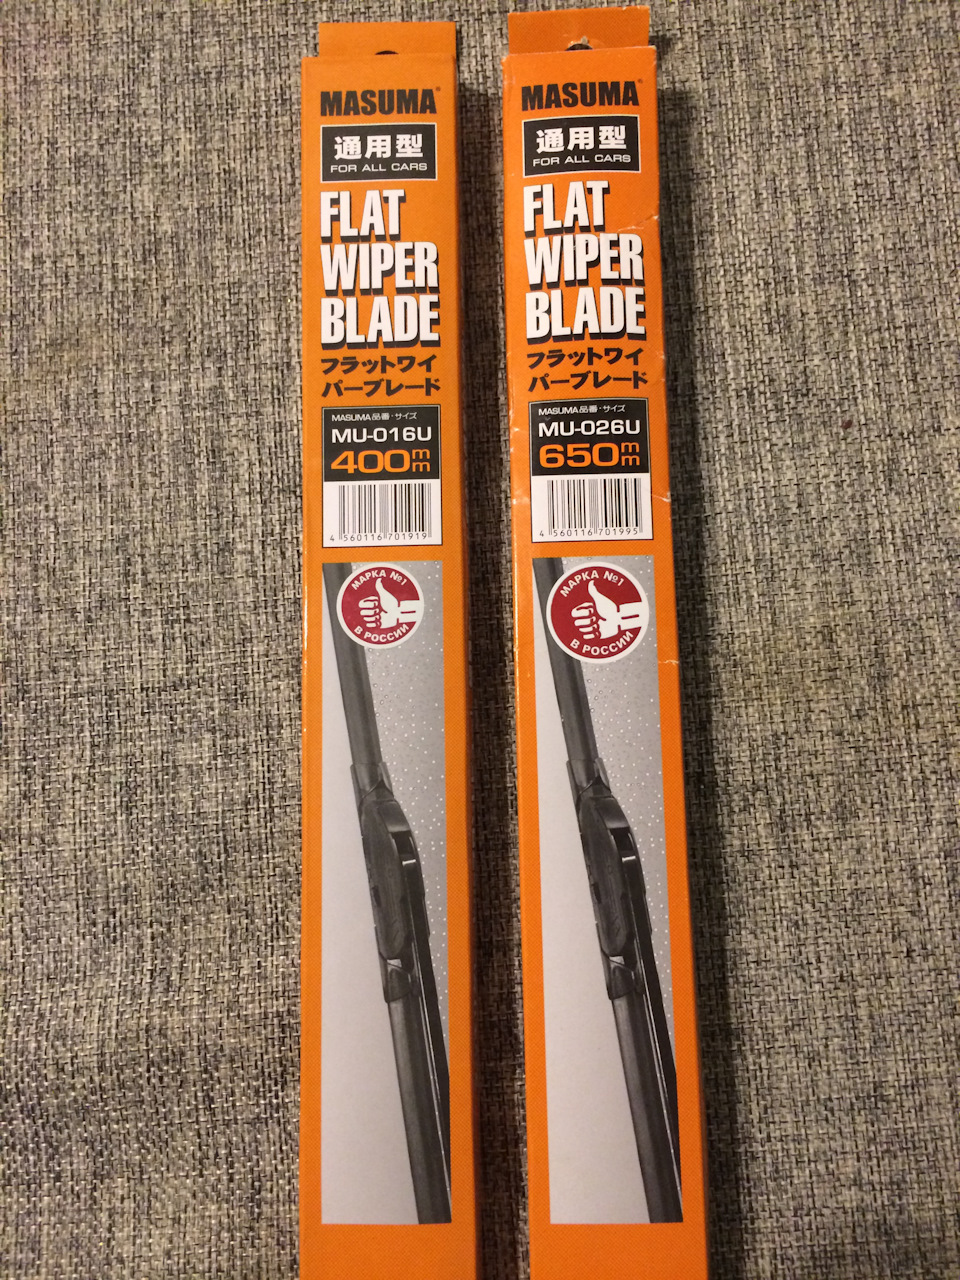 MASUMA®
通用型
FOR ALL CARS
FLAT
WIPER
BLADE
フラットワイ
パーブレード
MASUMA品番・サイズ
MU-016U
400mm
4 560116 701919
МАРКА №1
В РОССИИ
MASUMA®
通用型
FOR ALL CARS
FLAT
WIPER
BLADE
フラットワイ
パーブレード
MASUMA品番・サイズ
MU-026U
650mm
4 560116 701995
МАРКА №1
В РОССИИ